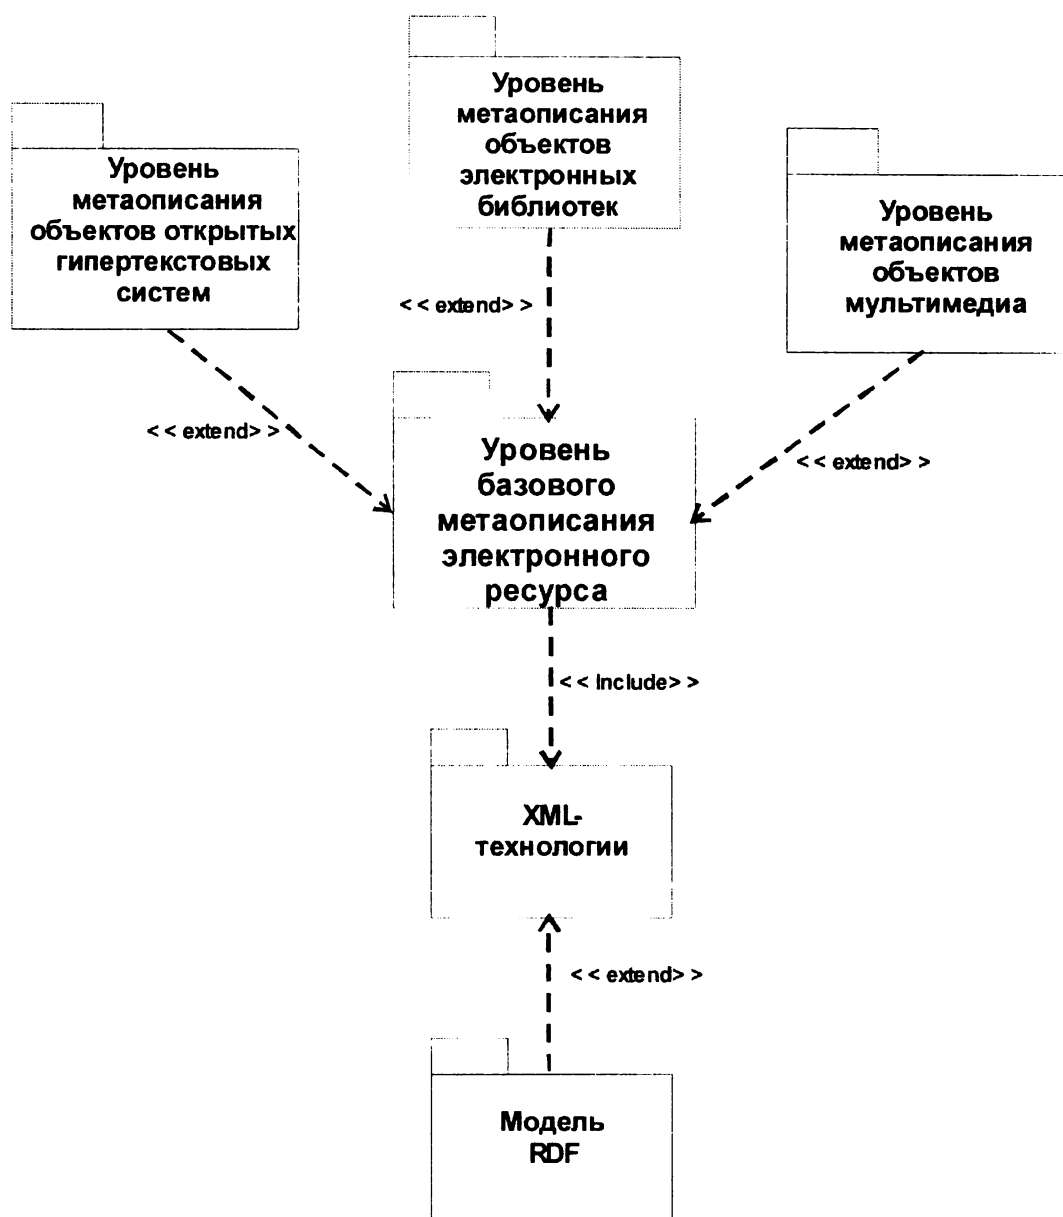 Уровень
метаописания
объектов
электронных
библиотек
Уровень
метаописания
объектов открытых
гипертекстовых
систем
Уровень
метаописания
объектов
мультимедиа
< < extend> >
< < extend> >
< < extend> >
Уровень
базового
метаописания
электронного
ресурса
< < Include> >
XML-
технологии
< < extend> >
Модель
RDF